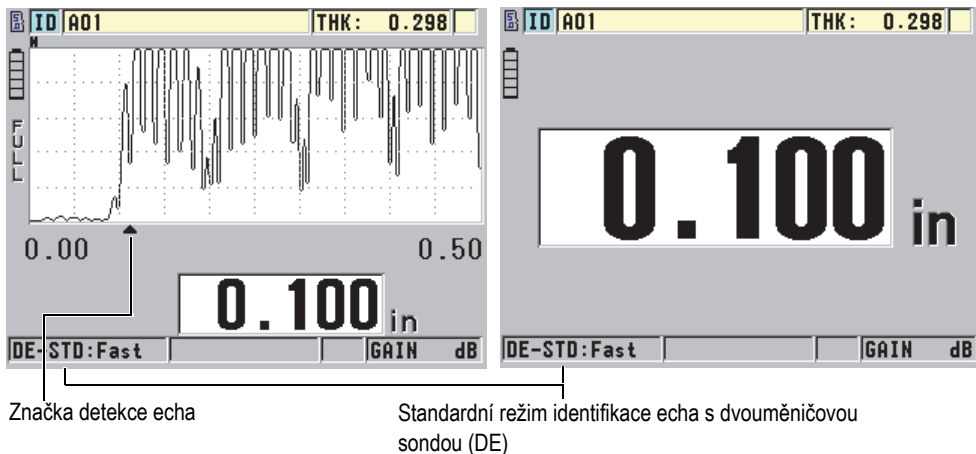 ID A01 THK: 0.298
M
FULL
0.00 0.50
0.100 in
DE-STD:Fast GAIN dB
ID A01 THK: 0.298
0.100 in
DE-STD:Fast GAIN dB
Značka detekce echa
Standardní režim identifikace echa s dvouměničovou
sondou (DE)